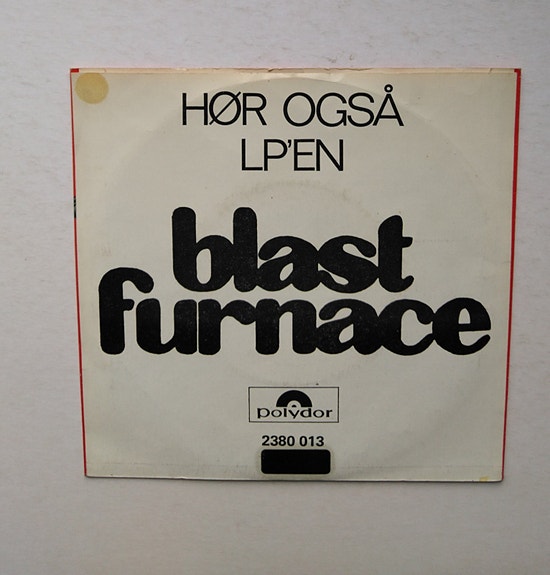 HØR OGSÅ
LP'EN
blast
furnace
polydor
2380 013